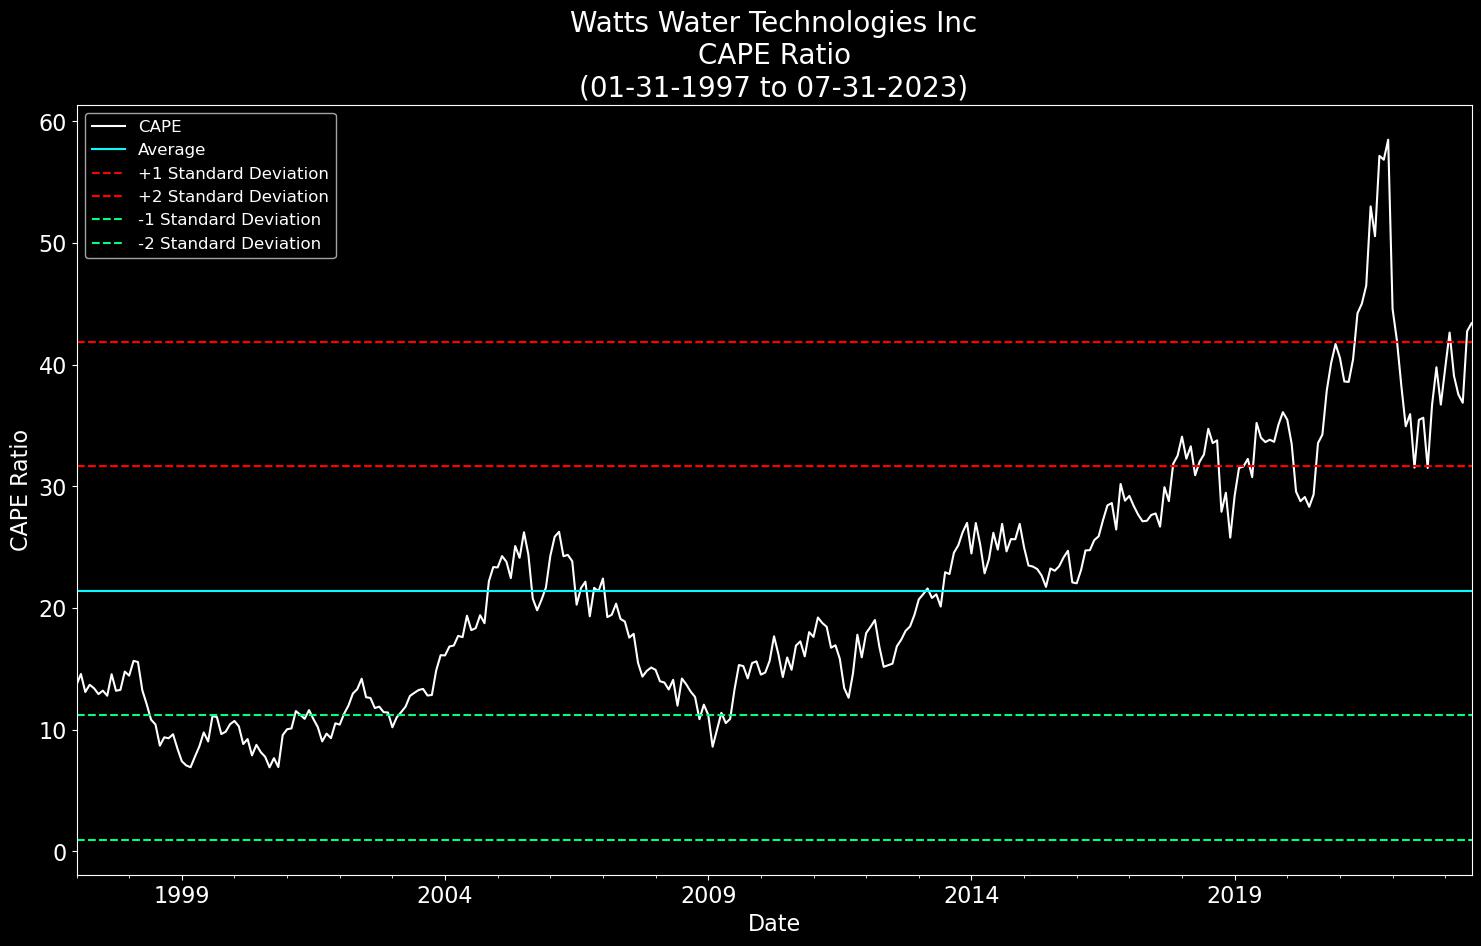 Watts Water Technologies Inc
CAPE Ratio
(01-31-1997 to 07-31-2023)
CAPE
Average
+1 Standard Deviation
+2 Standard Deviation
-1 Standard Deviation
-2 Standard Deviation
60
50
40
30
20
10
0
CAPE Ratio
1999 2004 2009 2014 2019
Date